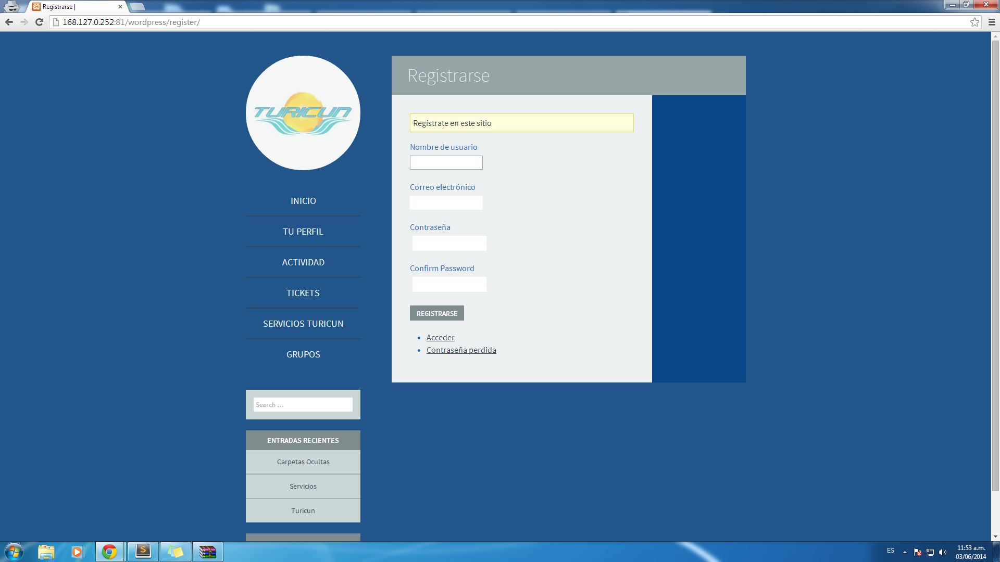 Registrarse |
168.127.0.252:81/wordpress/register/
TURICUN
INICIO
TU PERFIL
ACTIVIDAD
TICKETS
SERVICIOS TURICUN
GRUPOS
Search ...
ENTRADAS RECIENTES
Carpetas Ocultas
Servicios
Turicun
Registrarse
Regístrate en este sitio
Nombre de usuario
Correo electrónico
Contraseña
Confirm Password
REGISTRARSE
Acceder
Contraseña perdida
ES
11:53 a.m.
03/06/2014